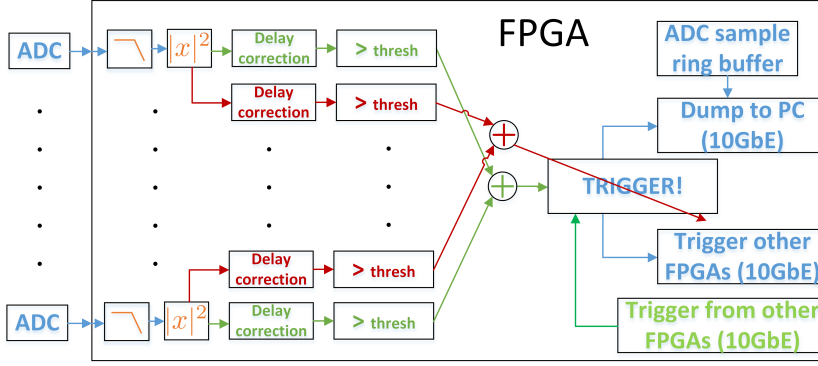 FPGA
ADC
|x|²
Delay
correction
> thresh
Delay
correction
> thresh
ADC sample
ring buffer
Dump to PC
(10GbE)
+
+
TRIGGER!
Trigger other
FPGAs (10GbE)
Delay
correction
> thresh
ADC
|x|²
Delay
correction
> thresh
Trigger from other
FPGAs (10GbE)